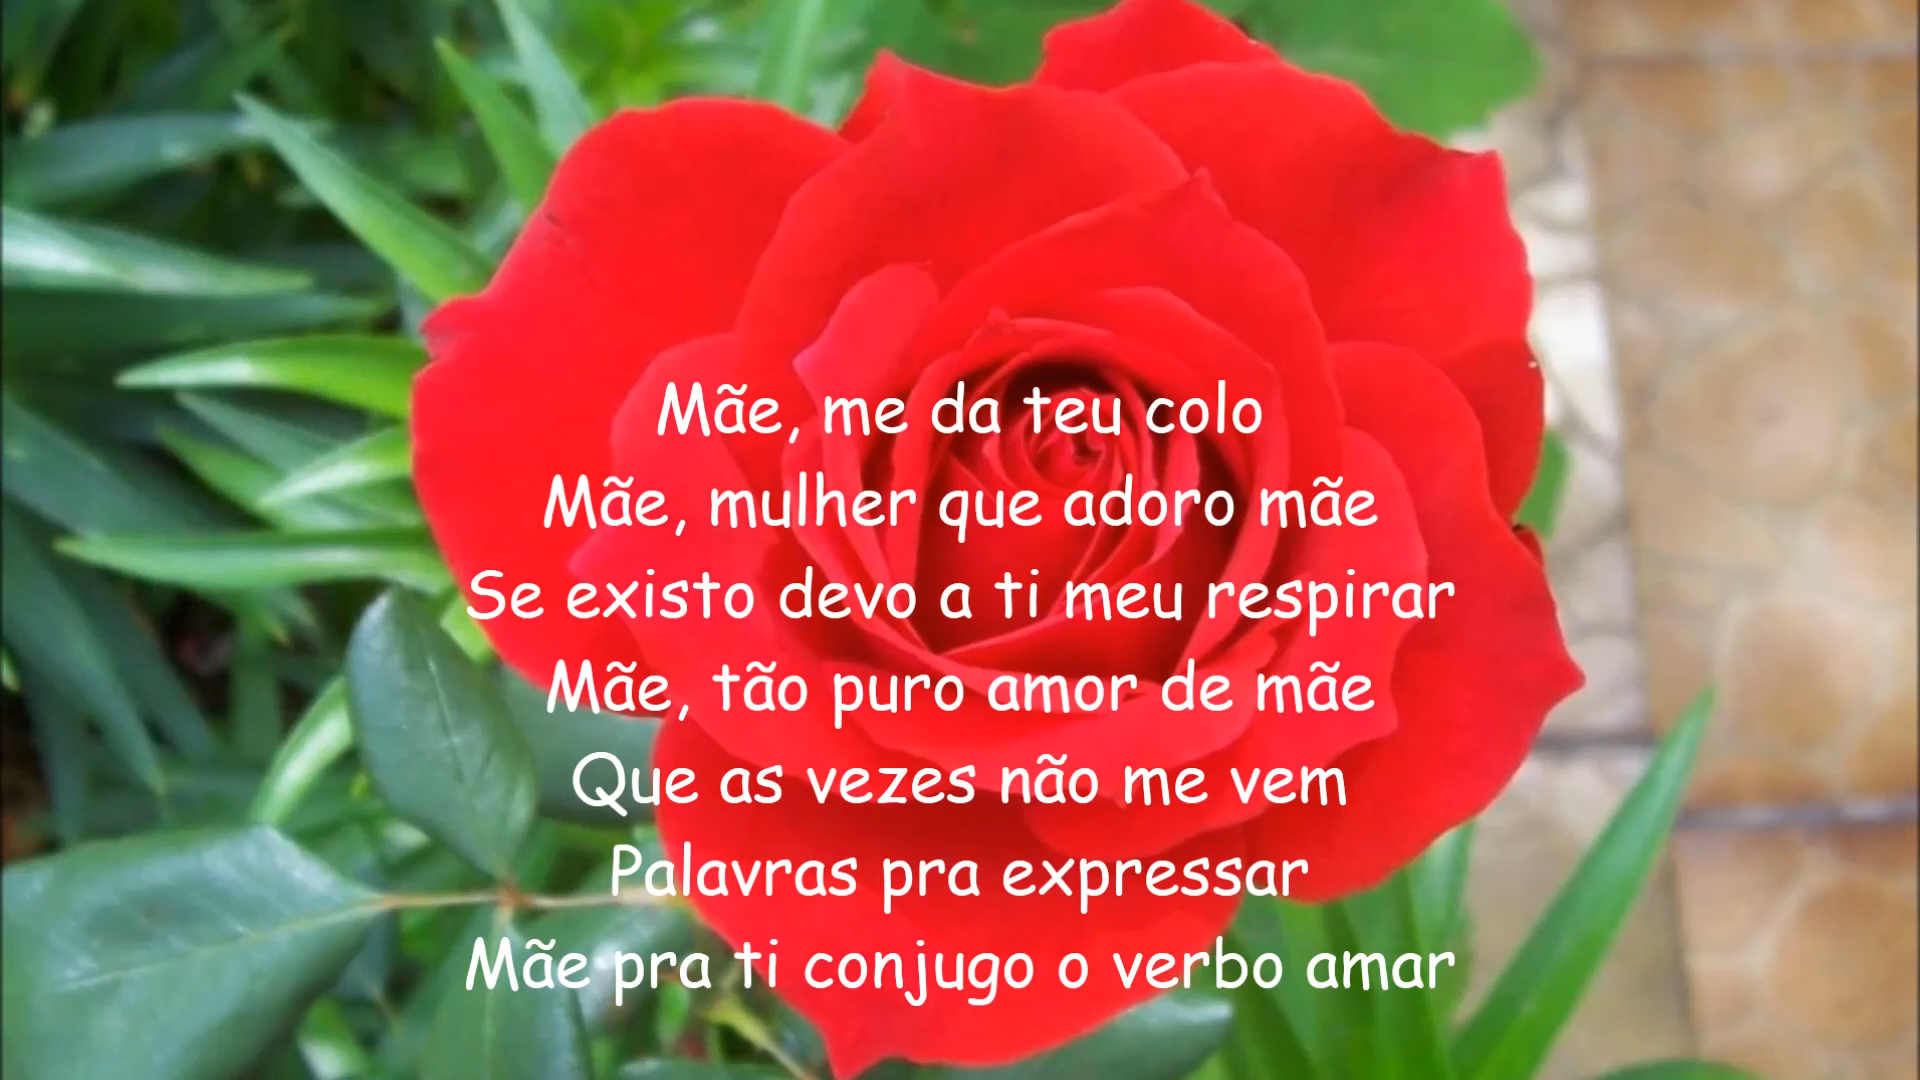 Mãe, me da teu colo
Mãe, mulher que adoro mãe
Se existo devo a ti meu respirar
Mãe, tão puro amor de mãe
Que as vezes não me vem
Palavras pra expressar
Mãe pra ti conjugo o verbo amar